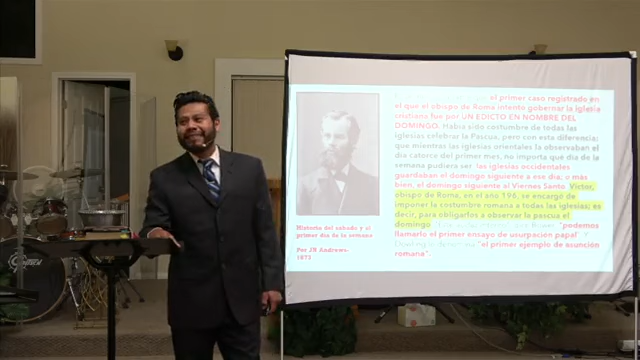 el primer caso registrado en
el que el obispo de Roma intentó gobernar la iglesia
cristiana fue por UN EDICTO EN NOMBRE DEL
DOMINGO. Había sido costumbre de todas las
iglesias celebrar la Pascua, pero con esta diferencia:
que mientras las iglesias orientales la observaban el
día catorce del primer mes, no importa que día de la
semana pudiera ser, las iglesias occidentales
guardaban el domingo siguiente a ese día; o más
bien, el domingo siguiente al Viernes Santo. Víctor,
obispo de Roma, en el año 196, se encargó de
imponer la costumbre romana a todas las iglesias; es
decir, para obligarlos a observar la pascua el
domingo. "podemos
llamarlo el primer ensayo de usurpación papal". Y
"el primer ejemplo de asunción
romana".
Historia del sábado y el
primer día de la semana
Por JN Andrews-
1873